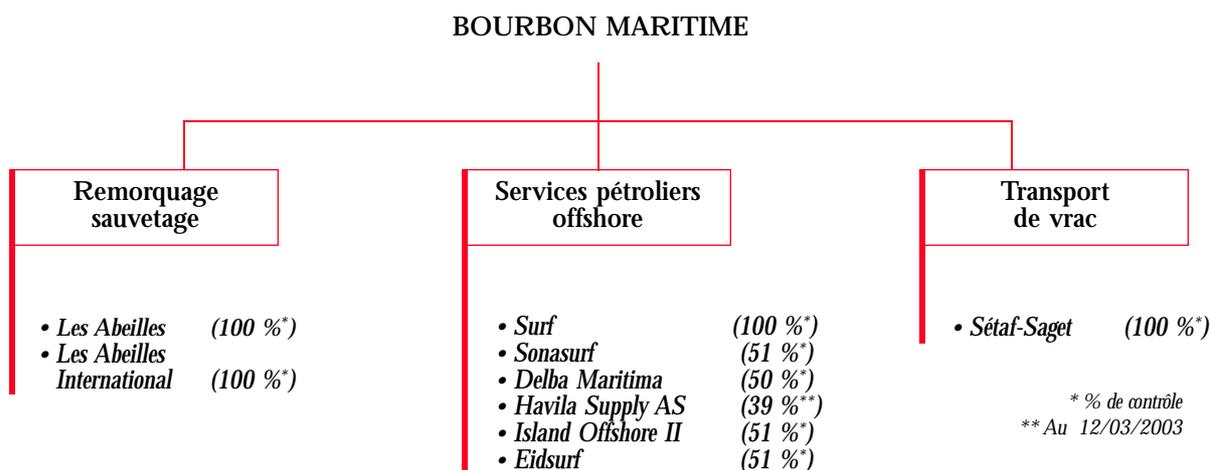 BOURBON MARITIME
Remorquage
sauvetage
• Les Abeilles (100 %*)
• Les Abeilles
International (100 %*)
Services pétroliers
offshore
• Surf (100 %*)
• Sonasurf (51 %*)
• Delba Maritima (50 %*)
• Havila Supply AS (39 %**)
• Island Offshore II (51 %*)
• Eidsurf (51 %*)
Transport
de vrac
• Sétaf-Saget (100 %*)
* % de contrôle
** Au 12/03/2003